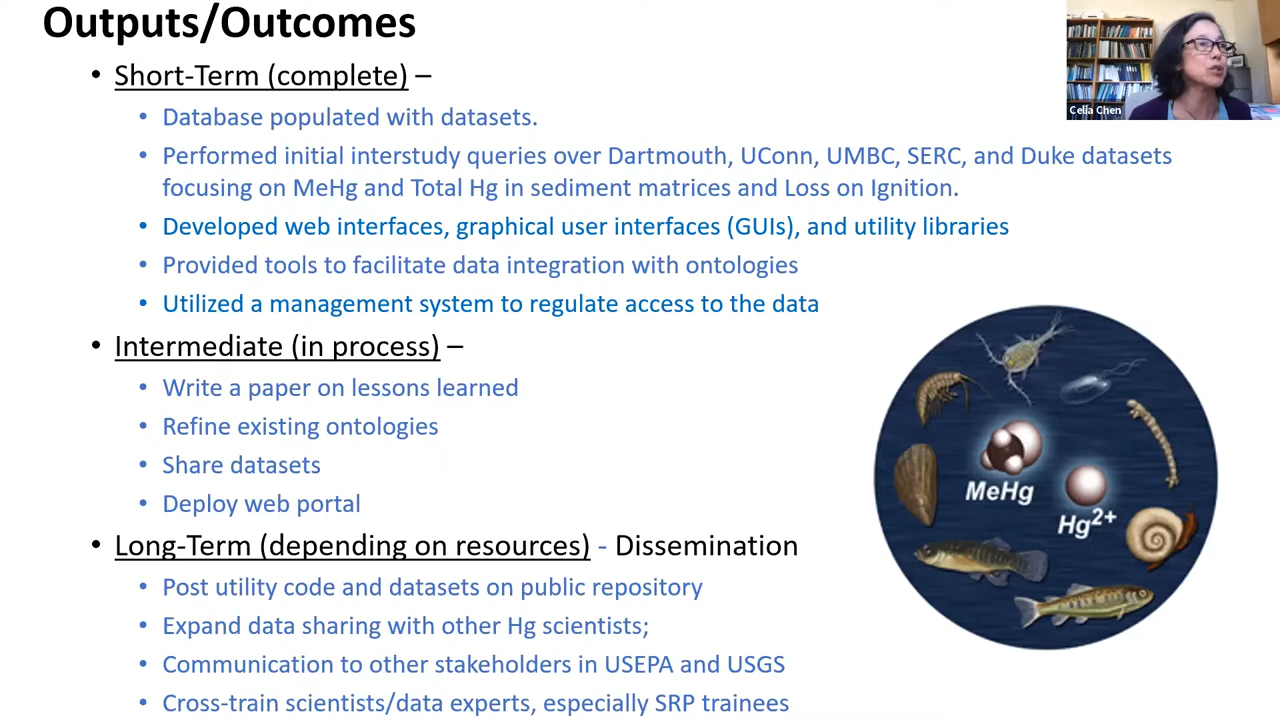 Outputs/Outcomes
• Short-Term (complete) –
• Database populated with datasets.
• Performed initial interstudy queries over Dartmouth, UConn, UMBC, SERC, and Duke datasets
focusing on MeHg and Total Hg in sediment matrices and Loss on Ignition.
• Developed web interfaces, graphical user interfaces (GUIs), and utility libraries
• Provided tools to facilitate data integration with ontologies
• Utilized a management system to regulate access to the data
• Intermediate (in process) –
• Write a paper on lessons learned
• Refine existing ontologies
• Share datasets
• Deploy web portal
• Long-Term (depending on resources) - Dissemination
• Post utility code and datasets on public repository
• Expand data sharing with other Hg scientists;
• Communication to other stakeholders in USEPA and USGS
• Cross-train scientists/data experts, especially SRP trainees
Celia Chen
MeHg
Hg2+